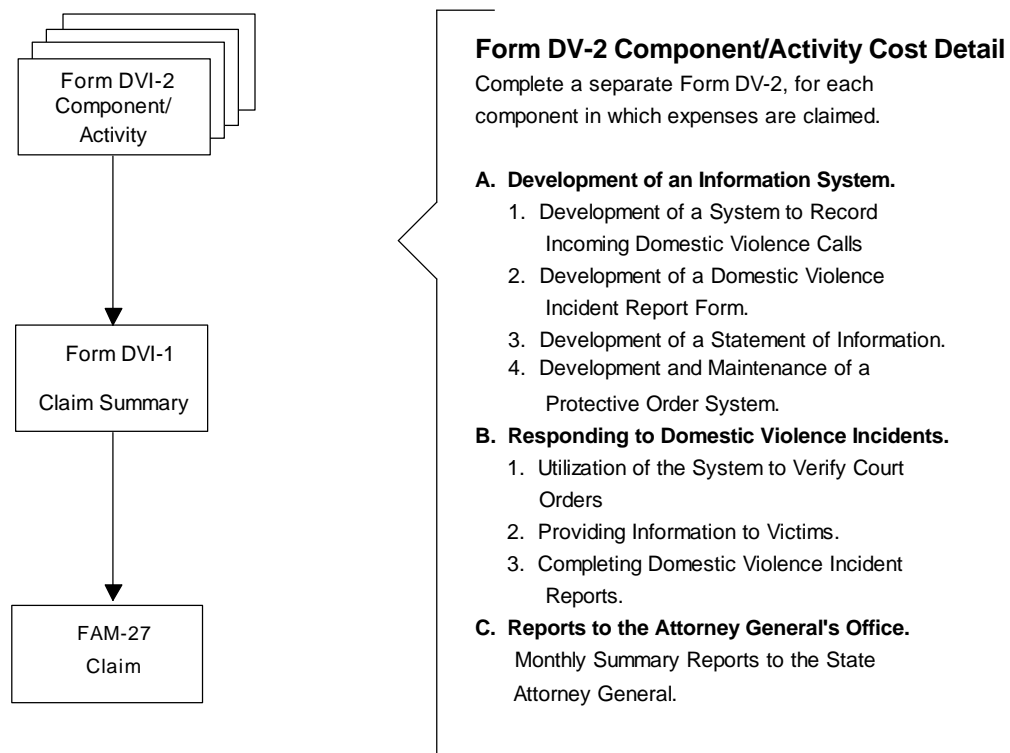 Form DVI-2
Component/
Activity
Form DVI-1
Claim Summary
FAM-27
Claim
Form DV-2 Component/Activity Cost Detail
Complete a separate Form DV-2, for each
component in which expenses are claimed.
A. Development of an Information System.
1. Development of a System to Record
Incoming Domestic Violence Calls
2. Development of a Domestic Violence
Incident Report Form.
3. Development of a Statement of Information.
4. Development and Maintenance of a
Protective Order System.
B. Responding to Domestic Violence Incidents.
1. Utilization of the System to Verify Court
Orders
2. Providing Information to Victims.
3. Completing Domestic Violence Incident
Reports.
C. Reports to the Attorney General's Office.
Monthly Summary Reports to the State
Attorney General.